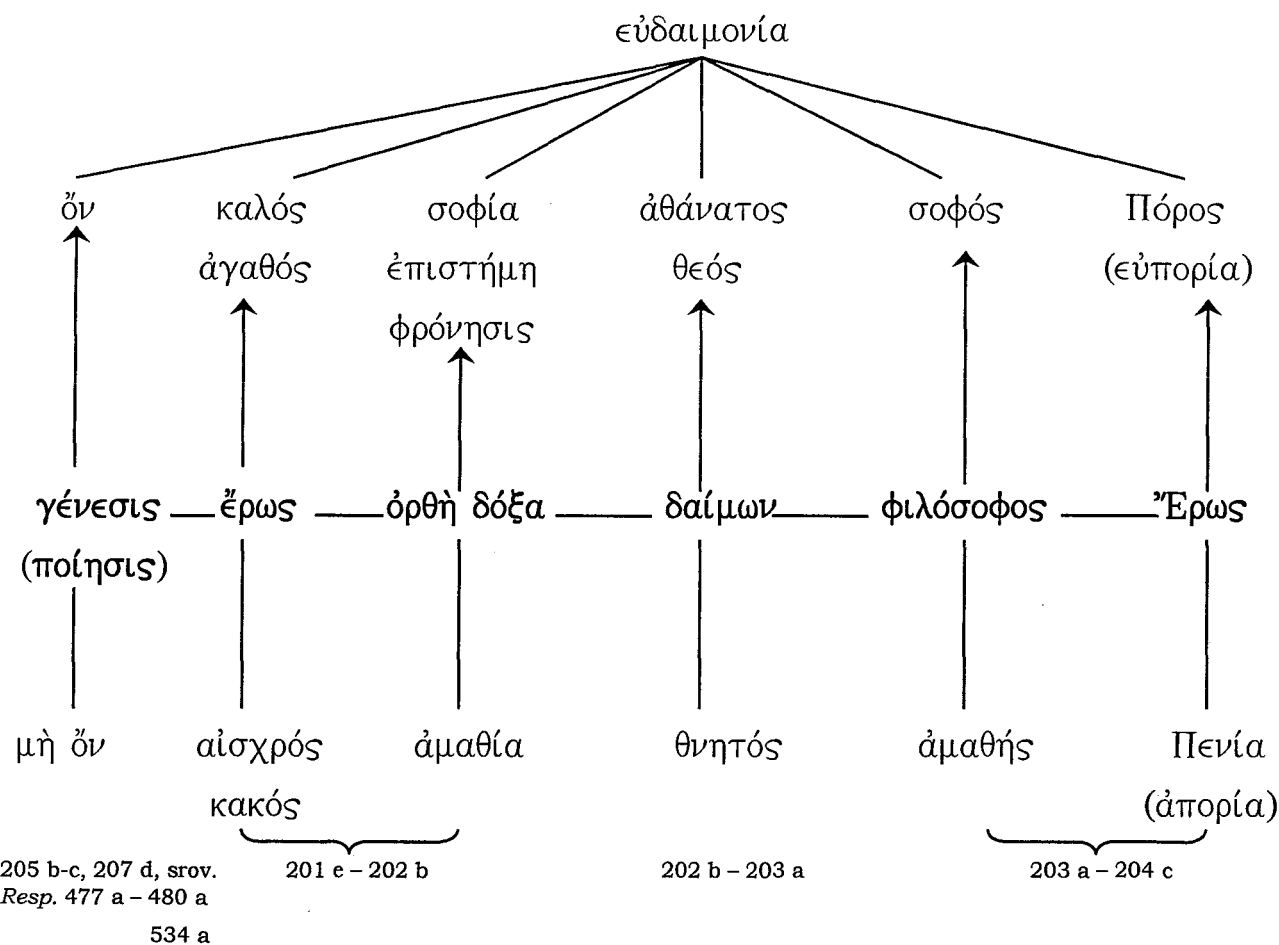 εὐδαιμονία
ὄν καλός σοφία ἀθάνατος σοφός Πόρος
ἀγαθός ἐπιστήμη θεός (εὐπορία)
φρόνησις
γένεσις ἔρως ὀρθὴ δόξα δαίμων φιλόσοφος Ἔρως
(ποίησις)
μὴ ὄν αἰσχρός ἀμαθία θνητός ἀμαθής Πενία
κακός (ἀπορία)
205 b-c, 207 d, srov. 201 e – 202 b 202 b – 203 a 203 a – 204 c
Resp. 477 a – 480 a
534 a